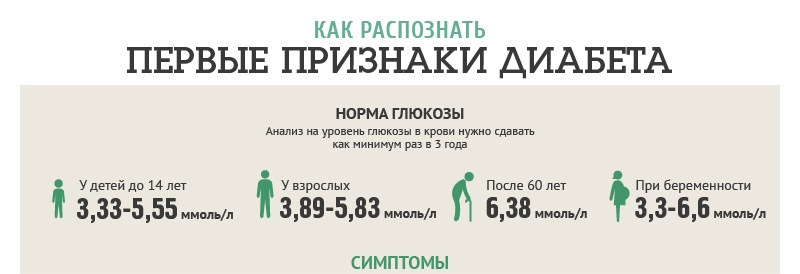 КАК РАСПОЗНАТЬ
ПЕРВЫЕ ПРИЗНАКИ ДИАБЕТА
НОРМА ГЛЮКОЗЫ
Анализ на уровень глюкозы в крови нужно сдавать
как минимум раз в 3 года
У детей до 14 лет
3,33-5,55 ммоль/л
У взрослых
3,89-5,83 ммоль/л
После 60 лет
6,38 ммоль/л
При беременности
3,3-6,6 ммоль/л
СИМПТОМЫ